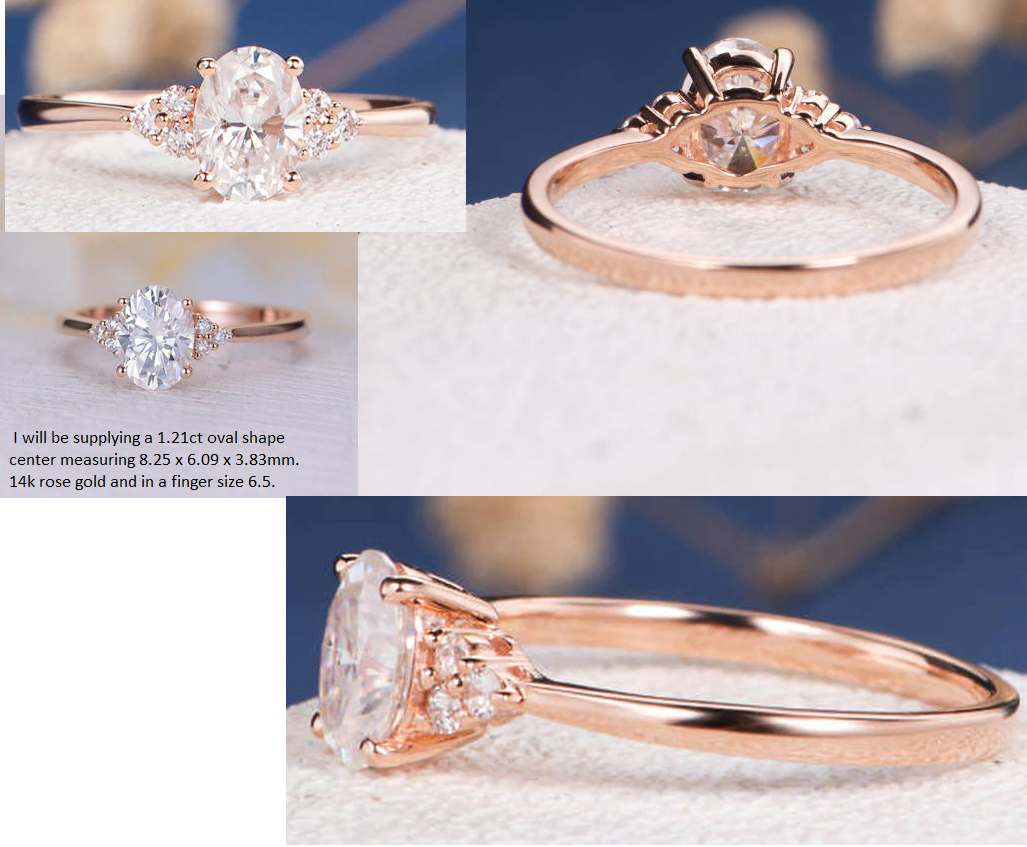 I will be supplying a 1.21ct oval shape
center measuring 8.25 x 6.09 x 3.83mm.
14k rose gold and in a finger size 6.5.